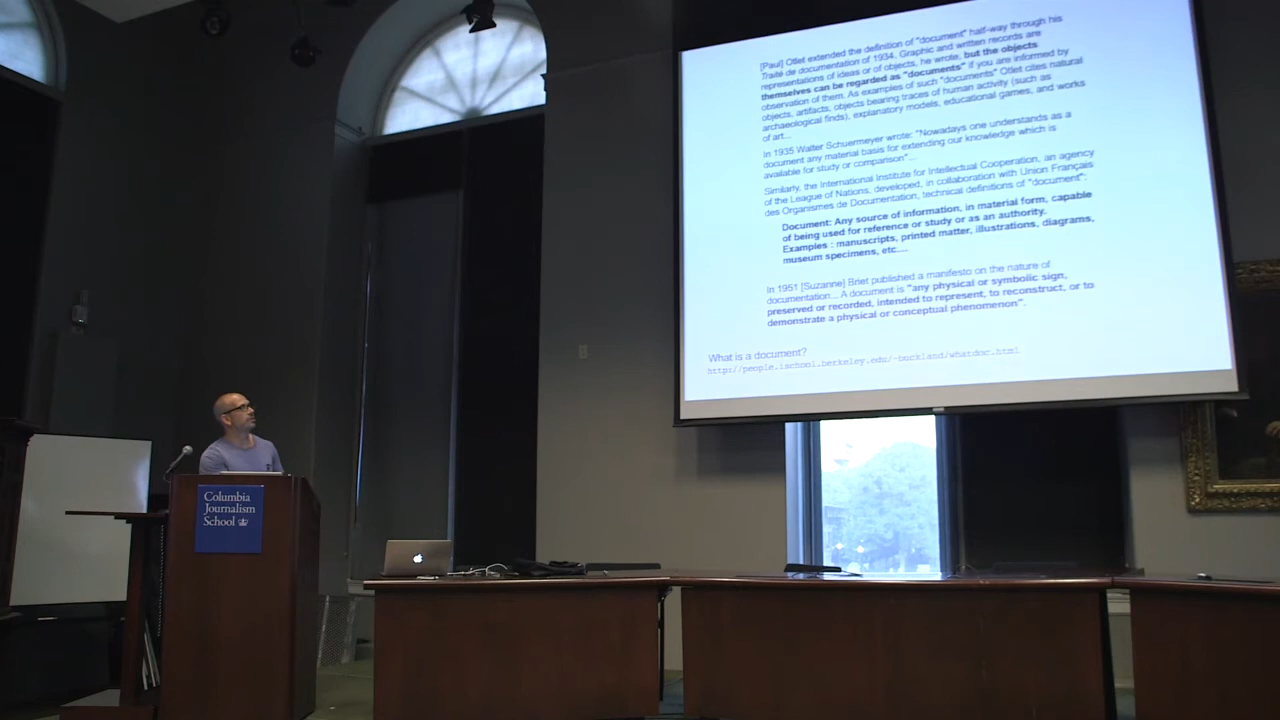 [Paul] Otlet extended the definition of "document" half-way through his
Traité de documentation of 1934. Graphic and written records are
representations of ideas or of objects, he wrote, but the objects
themselves can be regarded as "documents" if you are informed by
observation of them. As examples of such "documents" Otlet cites natural
objects, artifacts, objects bearing traces of human activity (such as
archaeological finds), explanatory models, educational games, and works
of art...
In 1935 Walter Schuermeyer wrote: "Nowadays one understands as a
document any material basis for extending our knowledge which is
available for study or comparison"...
Similarly, the International Institute for Intellectual Cooperation, an agency
of the League of Nations, developed, in collaboration with Union Français
des Organismes de Documentation, technical definitions of "document":
Document: Any source of information, in material form, capable
of being used for reference or study or as an authority.
Examples : manuscripts, printed matter, illustrations, diagrams,
museum specimens, etc....
In 1951 [Suzanne] Briet published a manifesto on the nature of
documentation... A document is "any physical or symbolic sign,
preserved or recorded, intended to represent, to reconstruct, or to
demonstrate a physical or conceptual phenomenon".
What is a document?
http://people.ischool.berkeley.edu/~buckland/whatdoc.html
Columbia
Journalism
School